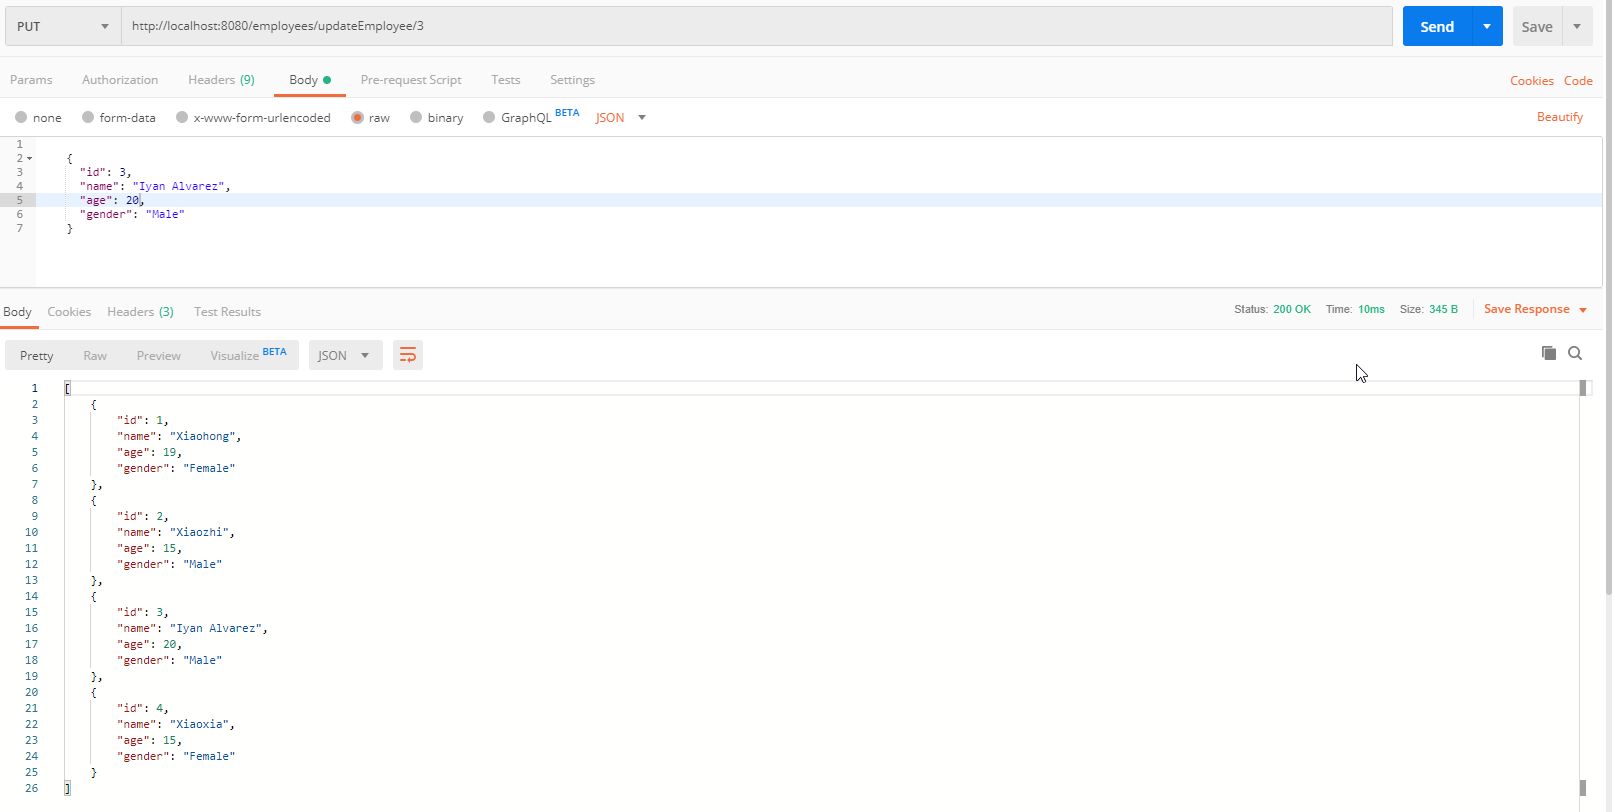 PUT http://localhost:8080/employees/updateEmployee/3 Send Save
Params Authorization Headers (9) Body Pre-request Script Tests Settings Cookies Code
none form-data x-www-form-urlencoded raw binary GraphQL BETA JSON Beautify
1
2 {
3 "id": 3,
4 "name": "Iyan Alvarez",
5 "age": 20,
6 "gender": "Male"
7 }
Body Cookies Headers (3) Test Results Status: 200 OK Time: 10ms Size: 345 B Save Response
Pretty Raw Preview Visualize BETA JSON
1 [
2 {
3 "id": 1,
4 "name": "Xiaohong",
5 "age": 19,
6 "gender": "Female"
7 },
8 {
9 "id": 2,
10 "name": "Xiaozhi",
11 "age": 15,
12 "gender": "Male"
13 },
14 {
15 "id": 3,
16 "name": "Iyan Alvarez",
17 "age": 20,
18 "gender": "Male"
19 },
20 {
21 "id": 4,
22 "name": "Xiaoxia",
23 "age": 15,
24 "gender": "Female"
25 }
26 ]